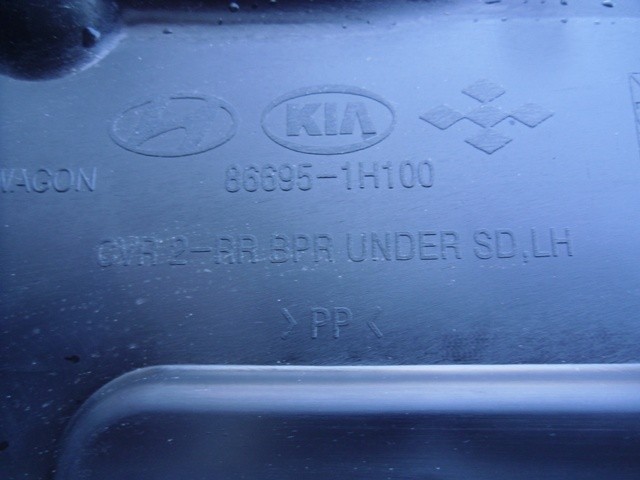 KIA
WAGON 86695-1H100
CVR 2-RR BPR UNDER SD,LH
>PP<